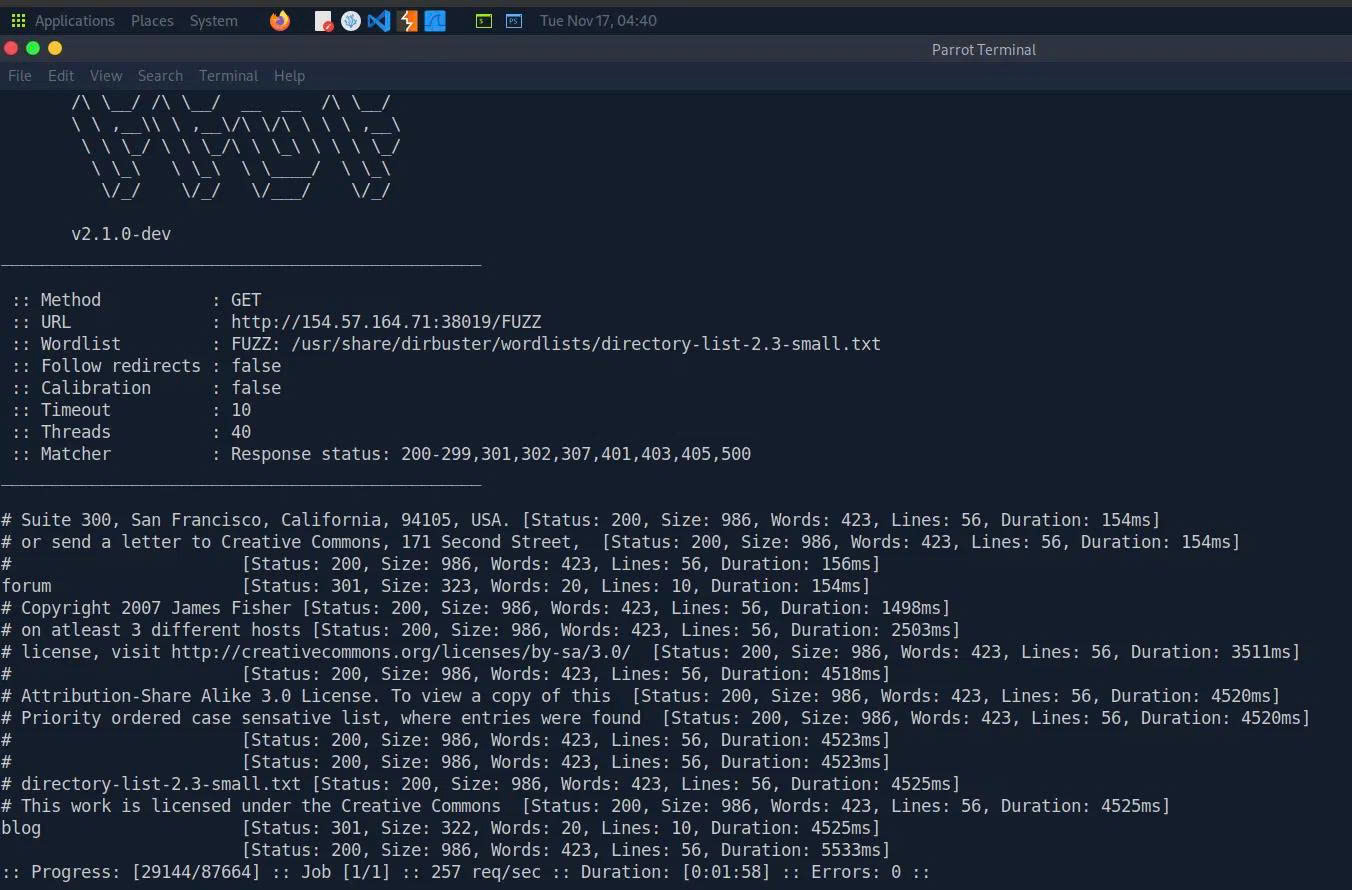 Applications Places System Tue Nov 17, 04:40
Parrot Terminal
File Edit View Search Terminal Help
/\ \__/ /\ \__/  __  __  /\ \__/
\ \ ,__\\ \ ,__\/\ \/\ \ \ \ ,__\
\ \ \_/ \ \ \_/\ \ \_\ \ \ \ \_/
\ \_\   \ \_\  \ \____/  \ \_\
\/_/    \/_/   \/___/    \/_/
v2.1.0-dev
________________________________________________
:: Method           : GET
:: URL              : http://154.57.164.71:38019/FUZZ
:: Wordlist         : FUZZ: /usr/share/dirbuster/wordlists/directory-list-2.3-small.txt
:: Follow redirects : false
:: Calibration      : false
:: Timeout          : 10
:: Threads          : 40
:: Matcher          : Response status: 200-299,301,302,307,401,403,405,500
________________________________________________
# Suite 300, San Francisco, California, 94105, USA. [Status: 200, Size: 986, Words: 423, Lines: 56, Duration: 154ms]
# or send a letter to Creative Commons, 171 Second Street,  [Status: 200, Size: 986, Words: 423, Lines: 56, Duration: 154ms]
#                       [Status: 200, Size: 986, Words: 423, Lines: 56, Duration: 156ms]
forum                   [Status: 301, Size: 323, Words: 20, Lines: 10, Duration: 154ms]
# Copyright 2007 James Fisher [Status: 200, Size: 986, Words: 423, Lines: 56, Duration: 1498ms]
# on atleast 3 different hosts [Status: 200, Size: 986, Words: 423, Lines: 56, Duration: 2503ms]
# license, visit http://creativecommons.org/licenses/by-sa/3.0/  [Status: 200, Size: 986, Words: 423, Lines: 56, Duration: 3511ms]
#                       [Status: 200, Size: 986, Words: 423, Lines: 56, Duration: 4518ms]
# Attribution-Share Alike 3.0 License. To view a copy of this  [Status: 200, Size: 986, Words: 423, Lines: 56, Duration: 4520ms]
# Priority ordered case sensative list, where entries were found  [Status: 200, Size: 986, Words: 423, Lines: 56, Duration: 4520ms]
#                       [Status: 200, Size: 986, Words: 423, Lines: 56, Duration: 4523ms]
#                       [Status: 200, Size: 986, Words: 423, Lines: 56, Duration: 4523ms]
# directory-list-2.3-small.txt [Status: 200, Size: 986, Words: 423, Lines: 56, Duration: 4525ms]
# This work is licensed under the Creative Commons  [Status: 200, Size: 986, Words: 423, Lines: 56, Duration: 4525ms]
blog                    [Status: 301, Size: 322, Words: 20, Lines: 10, Duration: 4525ms]
[Status: 200, Size: 986, Words: 423, Lines: 56, Duration: 5533ms]
:: Progress: [29144/87664] :: Job [1/1] :: 257 req/sec :: Duration: [0:01:58] :: Errors: 0 ::